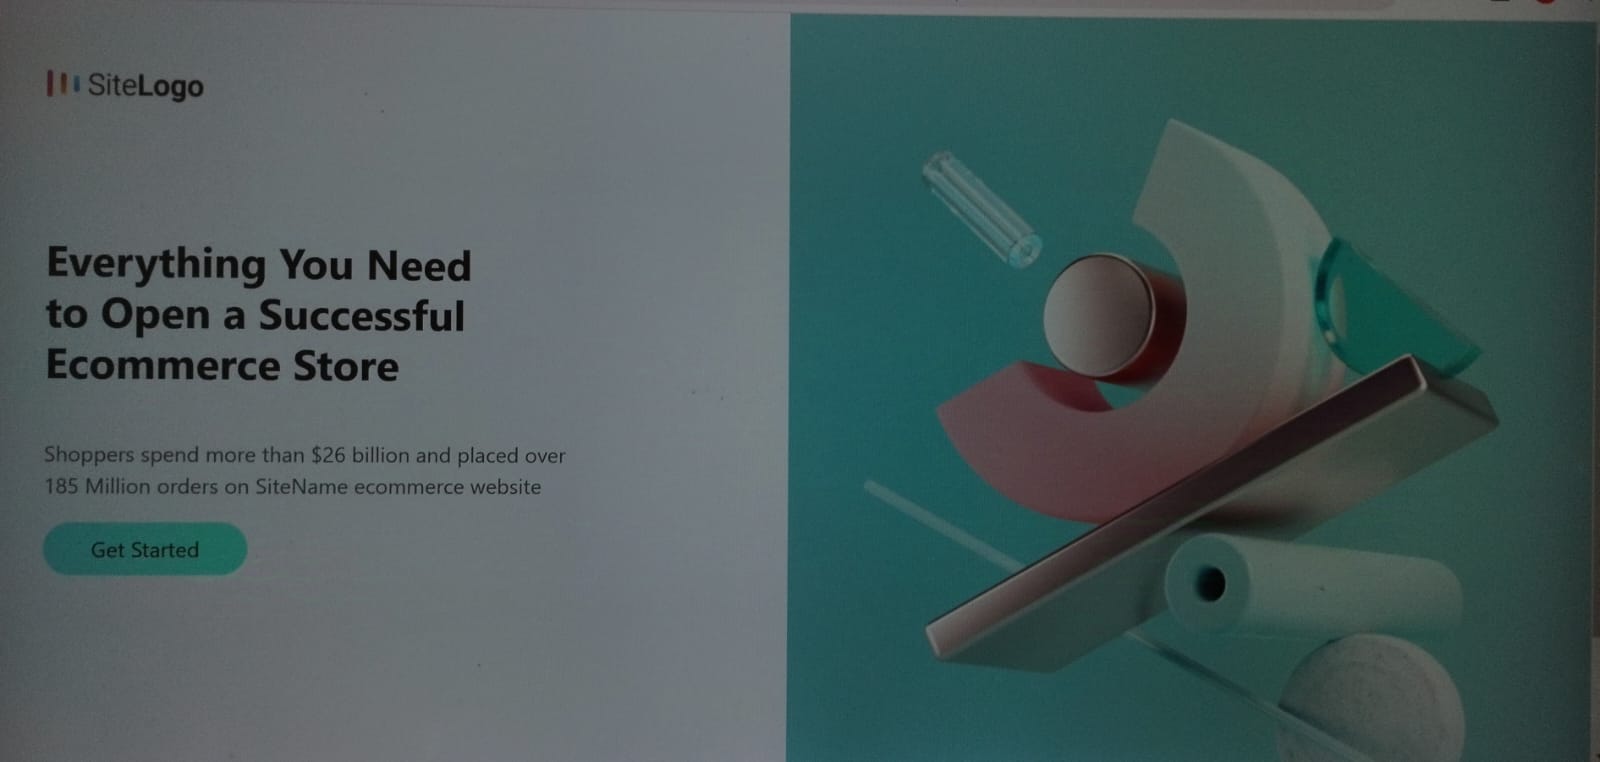 SiteLogo
Everything You Need
to Open a Successful
Ecommerce Store
Shoppers spend more than $26 billion and placed over
185 Million orders on SiteName ecommerce website
Get Started